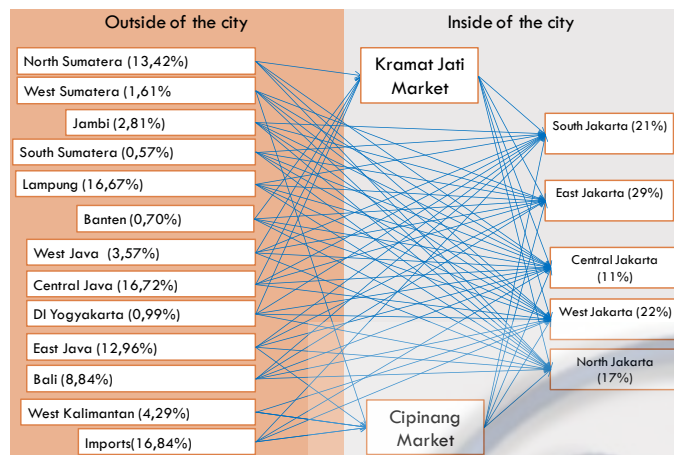 Outside of the city
Inside of the city
North Sumatera (13,42%)
West Sumatera (1,61%
Jambi (2,81%)
South Sumatera (0,57%)
Lampung (16,67%)
Banten (0,70%)
West Java (3,57%)
Central Java (16,72%)
DI Yogyakarta (0,99%)
East Java (12,96%)
Bali (8,84%)
West Kalimantan (4,29%)
Imports(16,84%)
Kramat Jati
Market
Cipinang
Market
South Jakarta (21%)
East Jakarta (29%)
Central Jakarta
(11%)
West Jakarta (22%)
North Jakarta
(17%)